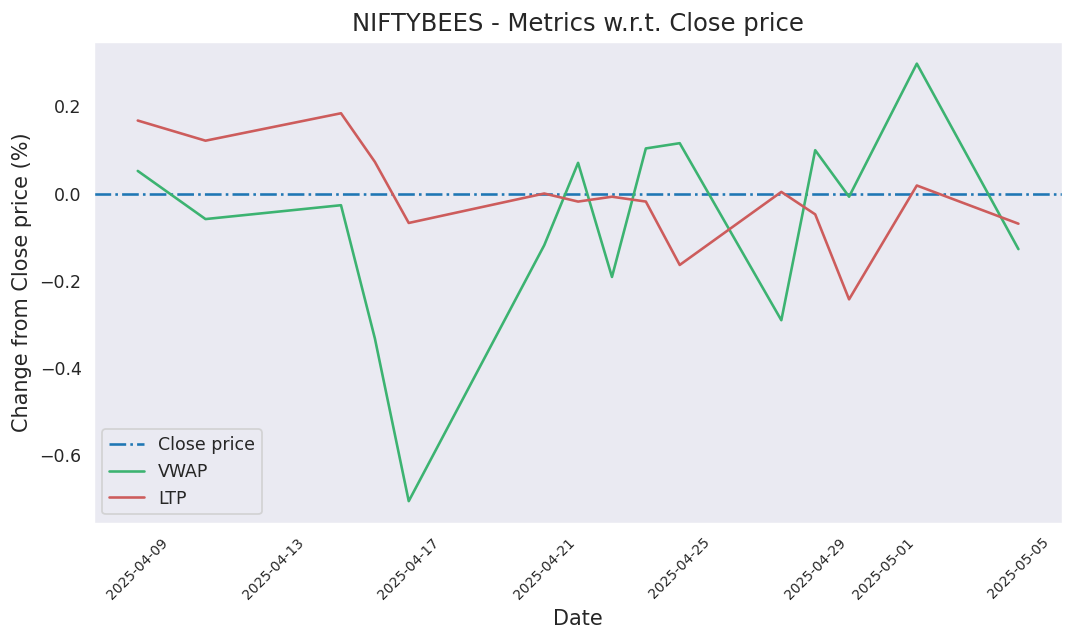 NIFTYBEES - Metrics w.r.t. Close price
Change from Close price (%)
0.2
0.0
−0.2
−0.4
−0.6
Close price
VWAP
LTP
2025-04-09
2025-04-13
2025-04-17
2025-04-21
2025-04-25
2025-04-29
2025-05-01
2025-05-05
Date